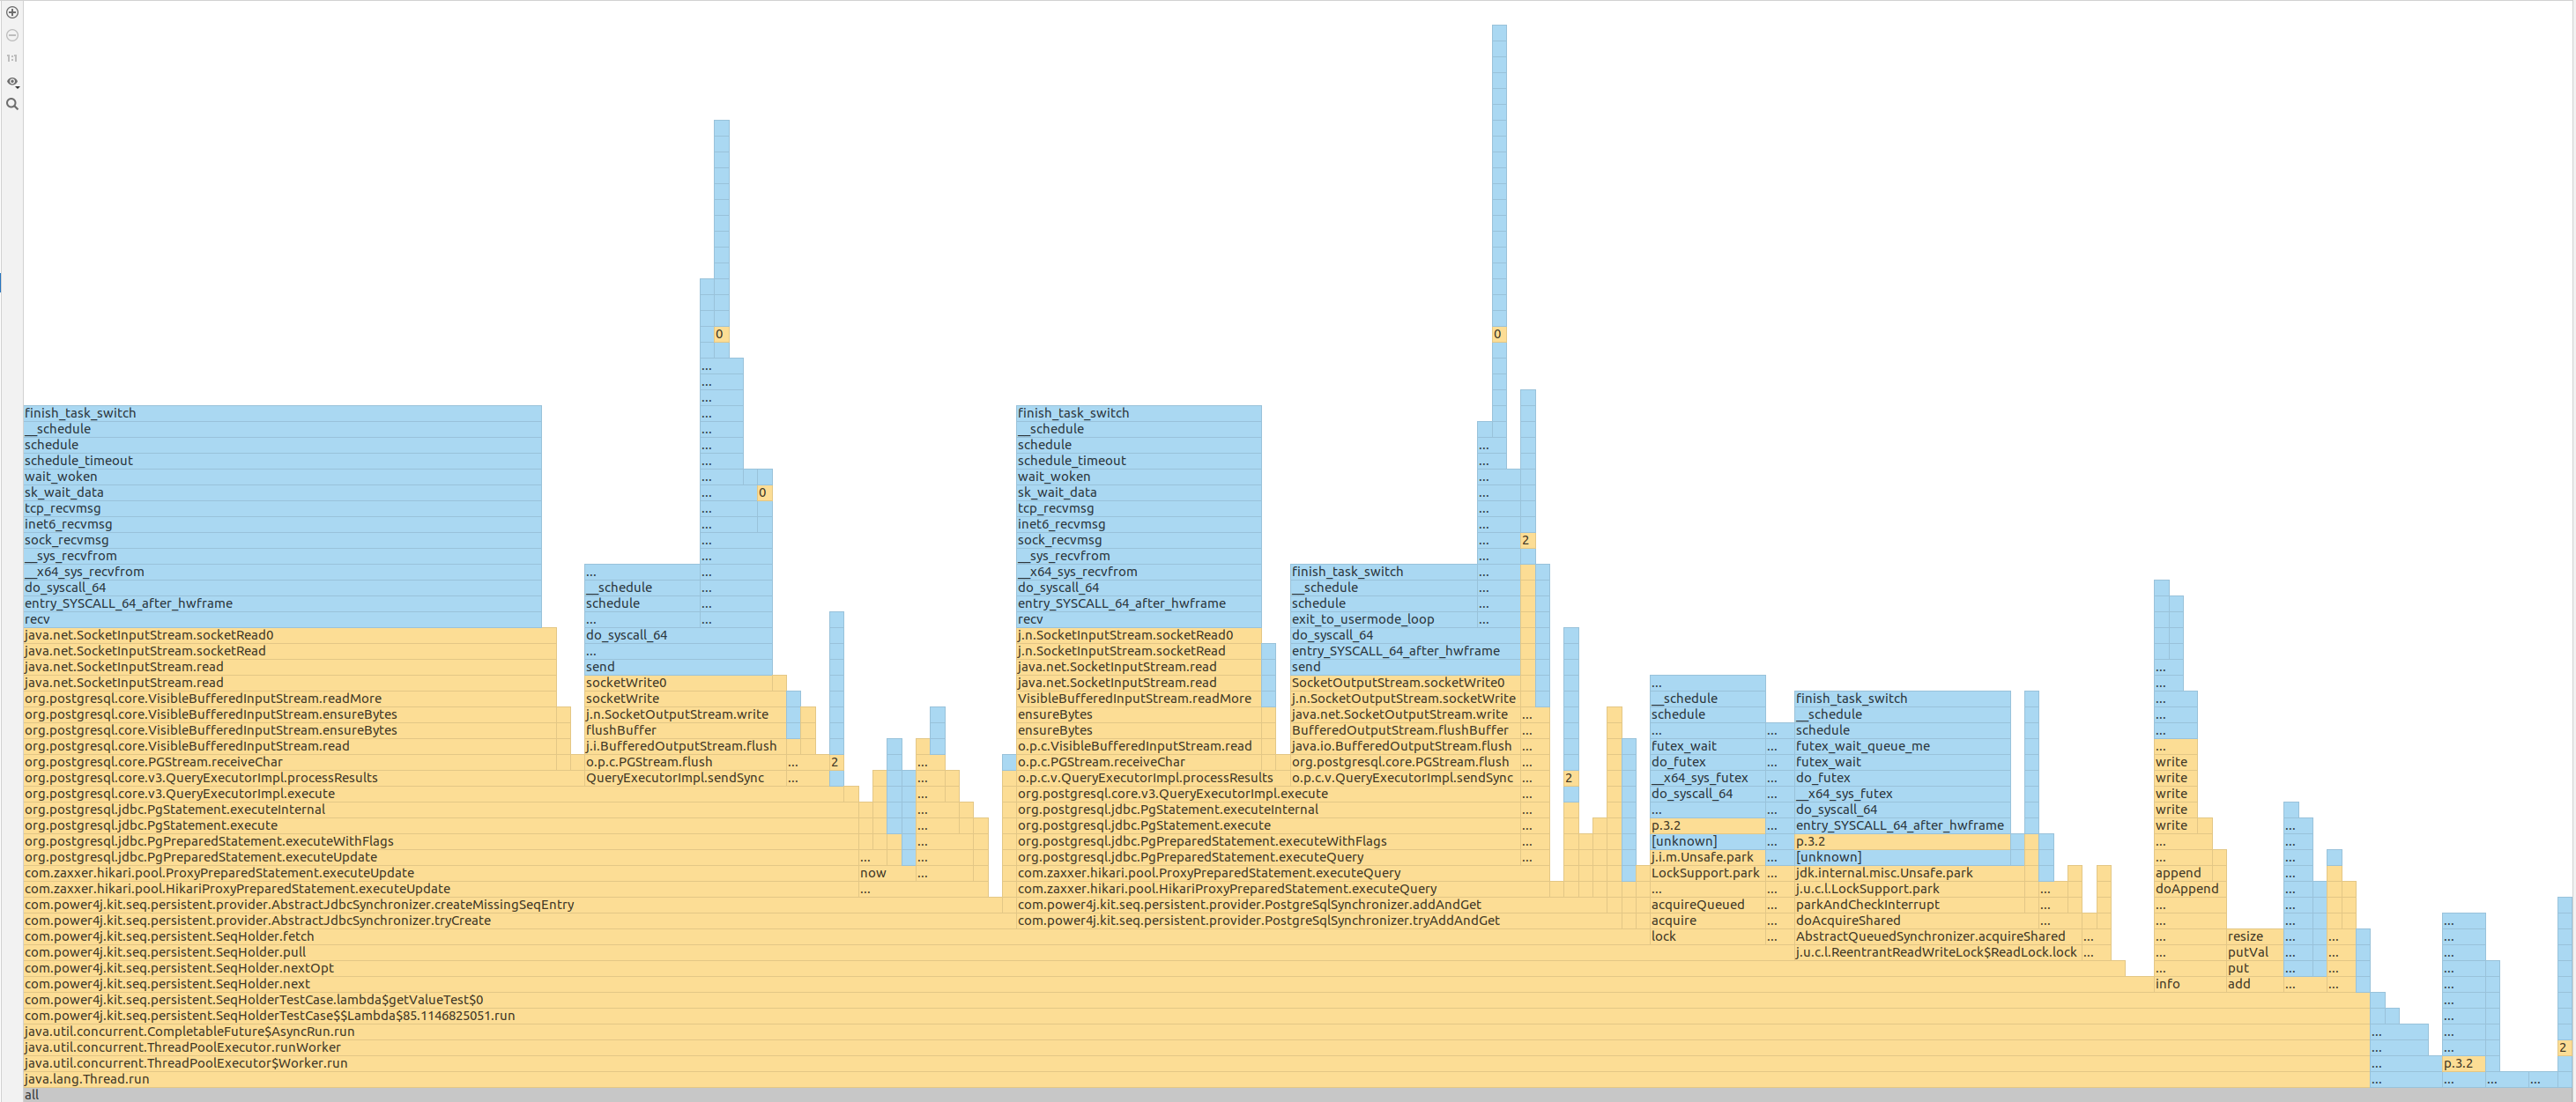 1:1
0 0
...
...
...
finish_task_switch ... finish_task_switch
__schedule ... __schedule
schedule ... schedule ...
schedule_timeout ... schedule_timeout ...
wait_woken ... wait_woken ...
sk_wait_data ... 0 sk_wait_data ...
tcp_recvmsg ... tcp_recvmsg ...
inet6_recvmsg ... inet6_recvmsg ...
sock_recvmsg ... sock_recvmsg ... 2
__sys_recvfrom ... __sys_recvfrom ...
__x64_sys_recvfrom ... ... __x64_sys_recvfrom finish_task_switch ...
do_syscall_64 __schedule ... do_syscall_64 __schedule ...
entry_SYSCALL_64_after_hwframe schedule ... entry_SYSCALL_64_after_hwframe schedule ...
recv ... ... recv exit_to_usermode_loop ...
java.net.SocketInputStream.socketRead0 do_syscall_64 j.n.SocketInputStream.socketRead0 do_syscall_64
java.net.SocketInputStream.socketRead ... j.n.SocketInputStream.socketRead entry_SYSCALL_64_after_hwframe
java.net.SocketInputStream.read send java.net.SocketInputStream.read send ...
java.net.SocketInputStream.read socketWrite0 java.net.SocketInputStream.read SocketOutputStream.socketWrite0 ... ...
org.postgresql.core.VisibleBufferedInputStream.readMore socketWrite VisibleBufferedInputStream.readMore j.n.SocketOutputStream.socketWrite __schedule finish_task_switch ...
org.postgresql.core.VisibleBufferedInputStream.ensureBytes j.n.SocketOutputStream.write ensureBytes java.net.SocketOutputStream.write ... schedule __schedule ...
org.postgresql.core.VisibleBufferedInputStream.ensureBytes flushBuffer ensureBytes BufferedOutputStream.flushBuffer ... ... ... schedule ...
org.postgresql.core.VisibleBufferedInputStream.read j.i.BufferedOutputStream.flush o.p.c.VisibleBufferedInputStream.read java.io.BufferedOutputStream.flush ... futex_wait ... futex_wait_queue_me ...
org.postgresql.core.PGStream.receiveChar o.p.c.PGStream.flush ... 2 ... o.p.c.PGStream.receiveChar org.postgresql.core.PGStream.flush ... do_futex ... futex_wait write
org.postgresql.core.v3.QueryExecutorImpl.processResults QueryExecutorImpl.sendSync ... ... o.p.c.v.QueryExecutorImpl.processResults o.p.c.v.QueryExecutorImpl.sendSync ... 2 __x64_sys_futex ... do_futex write
org.postgresql.core.v3.QueryExecutorImpl.execute ... org.postgresql.core.v3.QueryExecutorImpl.execute ... do_syscall_64 ... __x64_sys_futex write
org.postgresql.jdbc.PgStatement.executeInternal ... org.postgresql.jdbc.PgStatement.executeInternal ... ... ... do_syscall_64 write
org.postgresql.jdbc.PgStatement.execute ... org.postgresql.jdbc.PgStatement.execute ... p.3.2 ... entry_SYSCALL_64_after_hwframe write ...
org.postgresql.jdbc.PgPreparedStatement.executeWithFlags ... org.postgresql.jdbc.PgPreparedStatement.executeWithFlags ... [unknown] ... p.3.2 ... ...
org.postgresql.jdbc.PgPreparedStatement.executeUpdate ... ... org.postgresql.jdbc.PgPreparedStatement.executeQuery ... j.i.m.Unsafe.park ... [unknown] ... ...
com.zaxxer.hikari.pool.ProxyPreparedStatement.executeUpdate now ... com.zaxxer.hikari.pool.ProxyPreparedStatement.executeQuery LockSupport.park ... jdk.internal.misc.Unsafe.park append ...
com.zaxxer.hikari.pool.HikariProxyPreparedStatement.executeUpdate ... com.zaxxer.hikari.pool.HikariProxyPreparedStatement.executeQuery ... ... j.u.c.l.LockSupport.park ... doAppend ... ...
com.power4j.kit.seq.persistent.provider.AbstractJdbcSynchronizer.createMissingSeqEntry com.power4j.kit.seq.persistent.provider.PostgreSqlSynchronizer.addAndGet acquireQueued ... parkAndCheckInterrupt ... ... ... ...
com.power4j.kit.seq.persistent.provider.AbstractJdbcSynchronizer.tryCreate com.power4j.kit.seq.persistent.provider.PostgreSqlSynchronizer.tryAddAndGet acquire ... doAcquireShared ... ... ... ... ...
com.power4j.kit.seq.persistent.SeqHolder.fetch lock ... AbstractQueuedSynchronizer.acquireShared ... ... resize ... ... ...
com.power4j.kit.seq.persistent.SeqHolder.pull j.u.c.l.ReentrantReadWriteLock$ReadLock.lock ... ... putVal ... ... ...
com.power4j.kit.seq.persistent.SeqHolder.nextOpt ... put ... ... ...
com.power4j.kit.seq.persistent.SeqHolder.next info add ... ... ...
com.power4j.kit.seq.persistent.SeqHolderTestCase.lambda$getValueTest$0 ...
com.power4j.kit.seq.persistent.SeqHolderTestCase$$Lambda$85.1146825051.run ...
java.util.concurrent.CompletableFuture$AsyncRun.run ... ...
java.util.concurrent.ThreadPoolExecutor.runWorker ... ... 2
java.util.concurrent.ThreadPoolExecutor$Worker.run ... p.3.2
java.lang.Thread.run ... ... ... ...
all